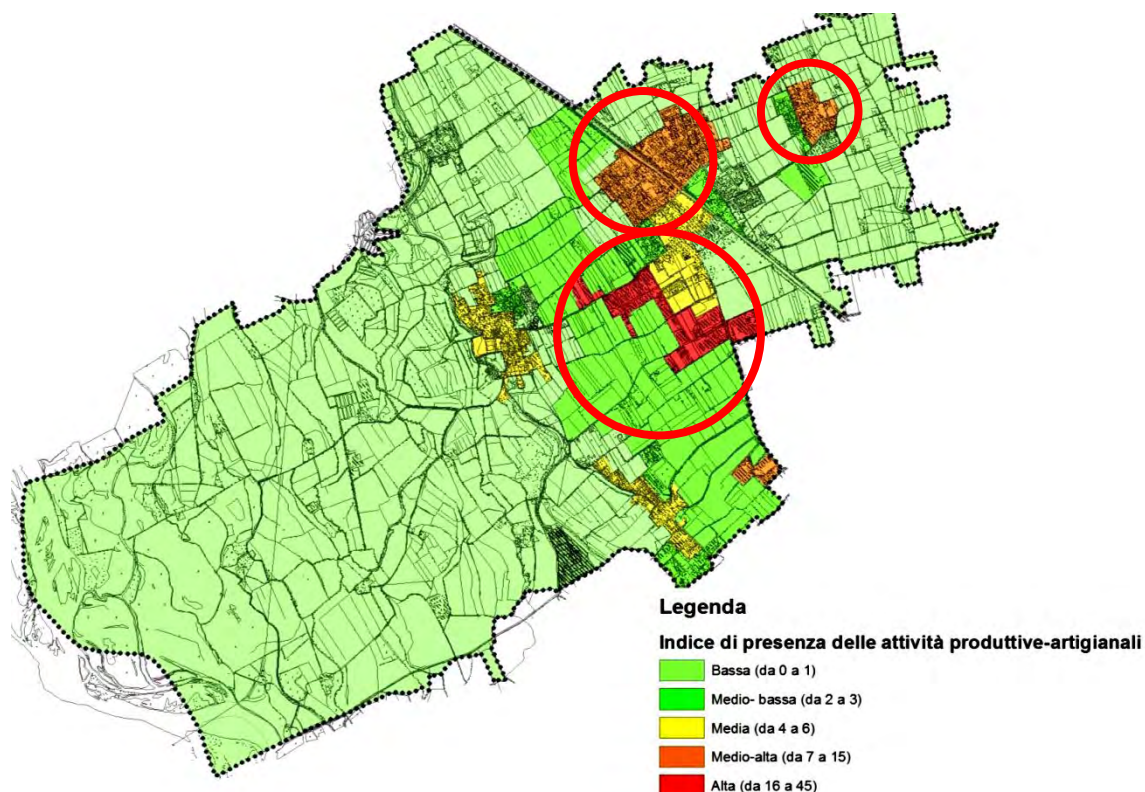 Legenda
Indice di presenza delle attività produttive-artigianali
Bassa (da 0 a 1)
Medio- bassa (da 2 a 3)
Media (da 4 a 6)
Medio-alta (da 7 a 15)
Alta (da 16 a 45)